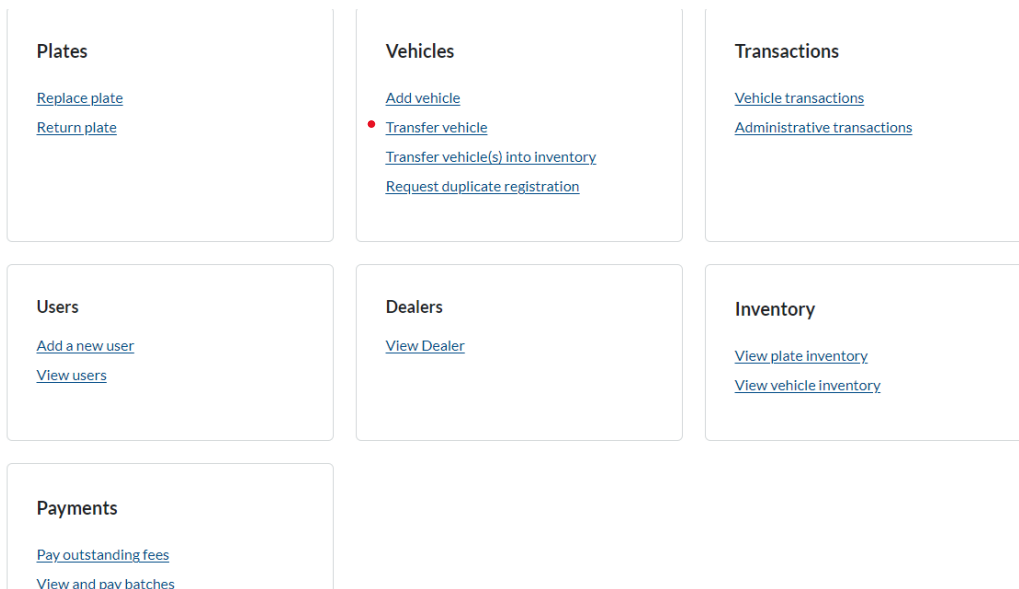 Plates
Replace plate
Return plate
Vehicles
Add vehicle
Transfer vehicle
Transfer vehicle(s) into inventory
Request duplicate registration
Transactions
Vehicle transactions
Administrative transactions
Users
Add a new user
View users
Dealers
View Dealer
Inventory
View plate inventory
View vehicle inventory
Payments
Pay outstanding fees
View and pay batches